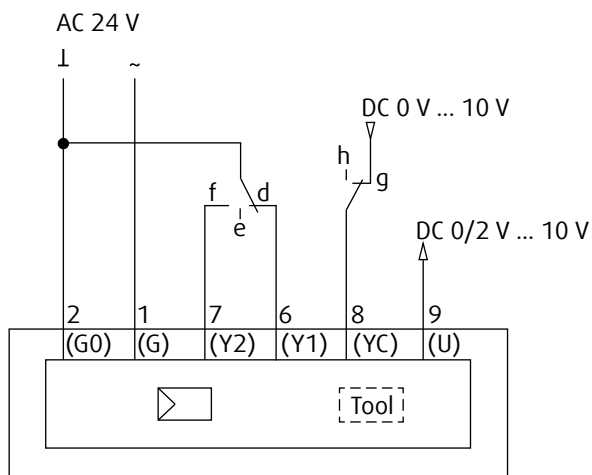 AC 24 V
⊥ ~
DC 0 V ... 10 V
h
g
f d
e
DC 0/2 V ... 10 V
2 1 7 6 8 9
(G0) (G) (Y2) (Y1) (YC) (U)
Tool